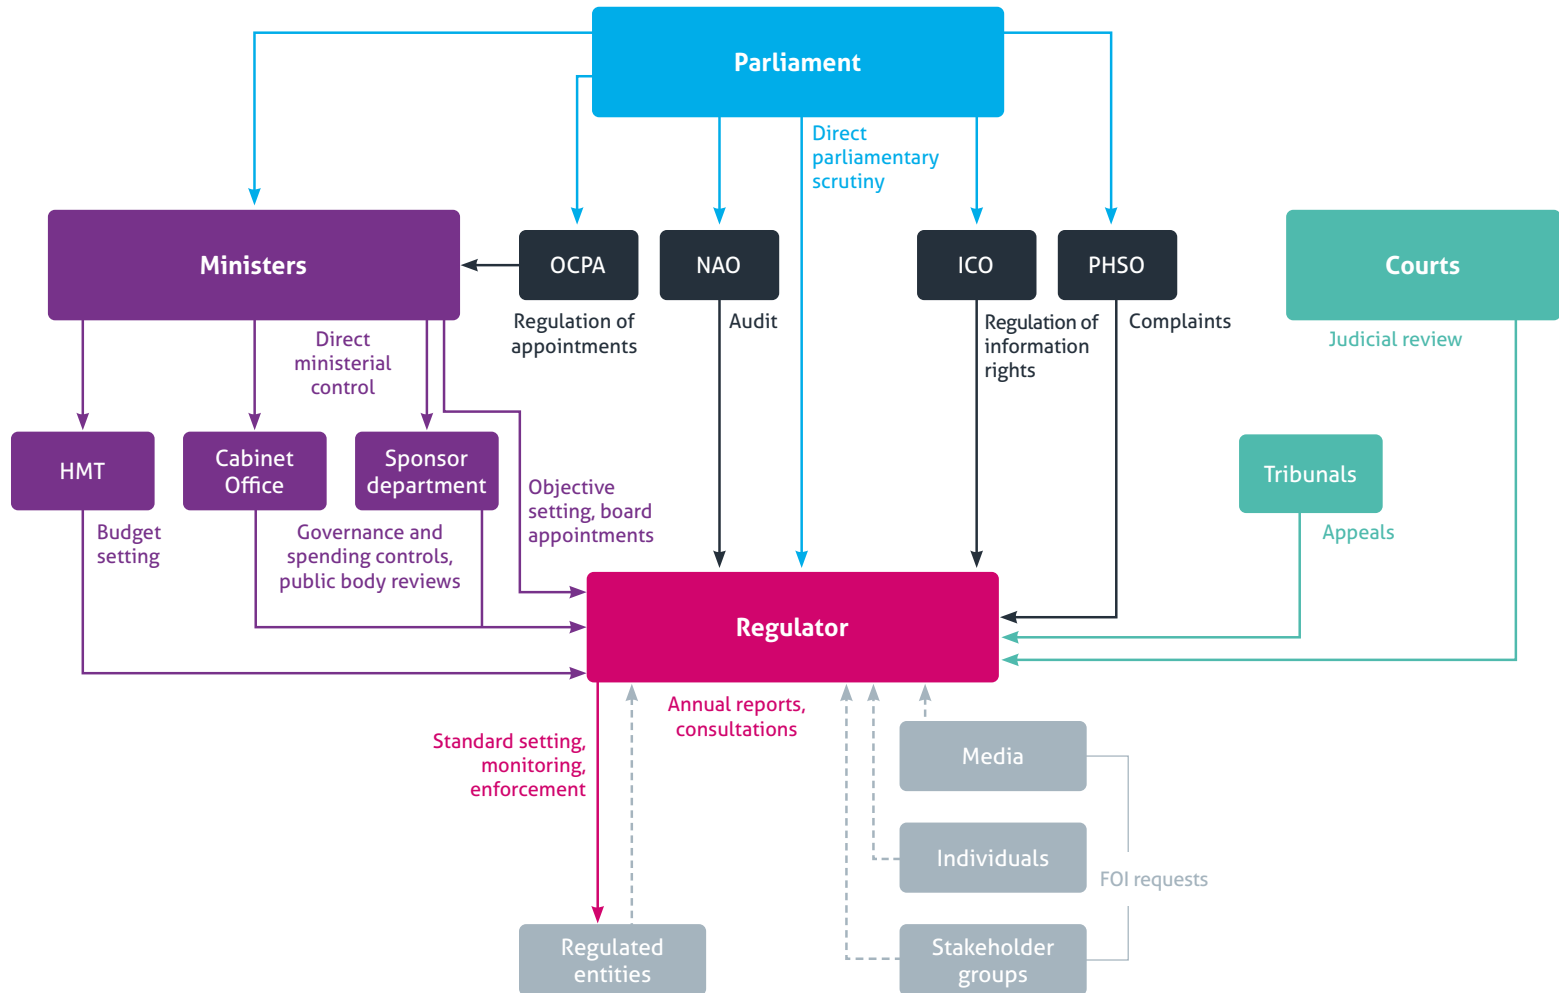 Parliament
Direct
parliamentary
scrutiny
Ministers
OCPA
NAO
ICO
PHSO
Courts
Regulation of
appointments
Audit
Regulation of
information
rights
Complaints
Judicial review
Direct
ministerial
control
HMT
Cabinet
Office
Sponsor
department
Tribunals
Objective
setting, board
appointments
Budget
setting
Governance and
spending controls,
public body reviews
Appeals
Regulator
Annual reports,
consultations
Standard setting,
monitoring,
enforcement
Media
Individuals
FOI requests
Regulated
entities
Stakeholder
groups